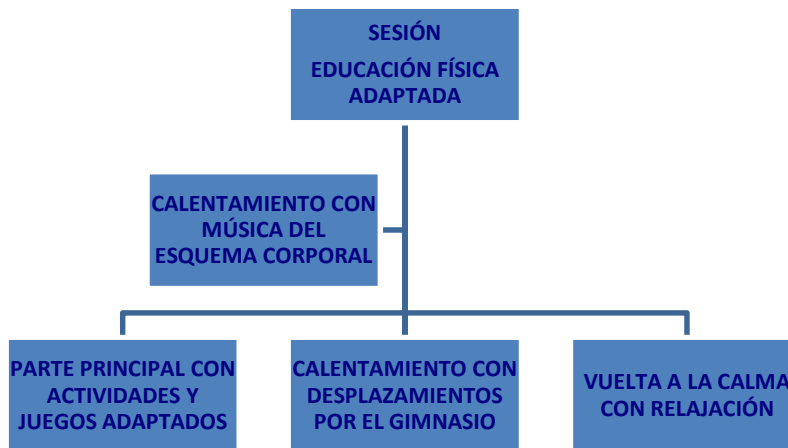 SESIÓN
EDUCACIÓN FÍSICA
ADAPTADA
CALENTAMIENTO CON
MÚSICA DEL
ESQUEMA CORPORAL
PARTE PRINCIPAL CON
ACTIVIDADES Y
JUEGOS ADAPTADOS
CALENTAMIENTO CON
DESPLAZAMIENTOS
POR EL GIMNASIO
VUELTA A LA CALMA
CON RELAJACIÓN